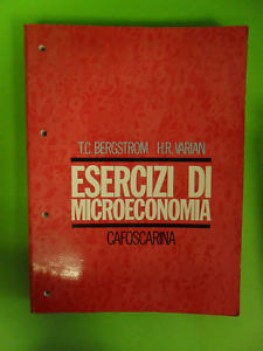 T.C. BERGSTROM H.R. VARIAN
ESERCIZI DI
MICROECONOMIA
CAFOSCARINA